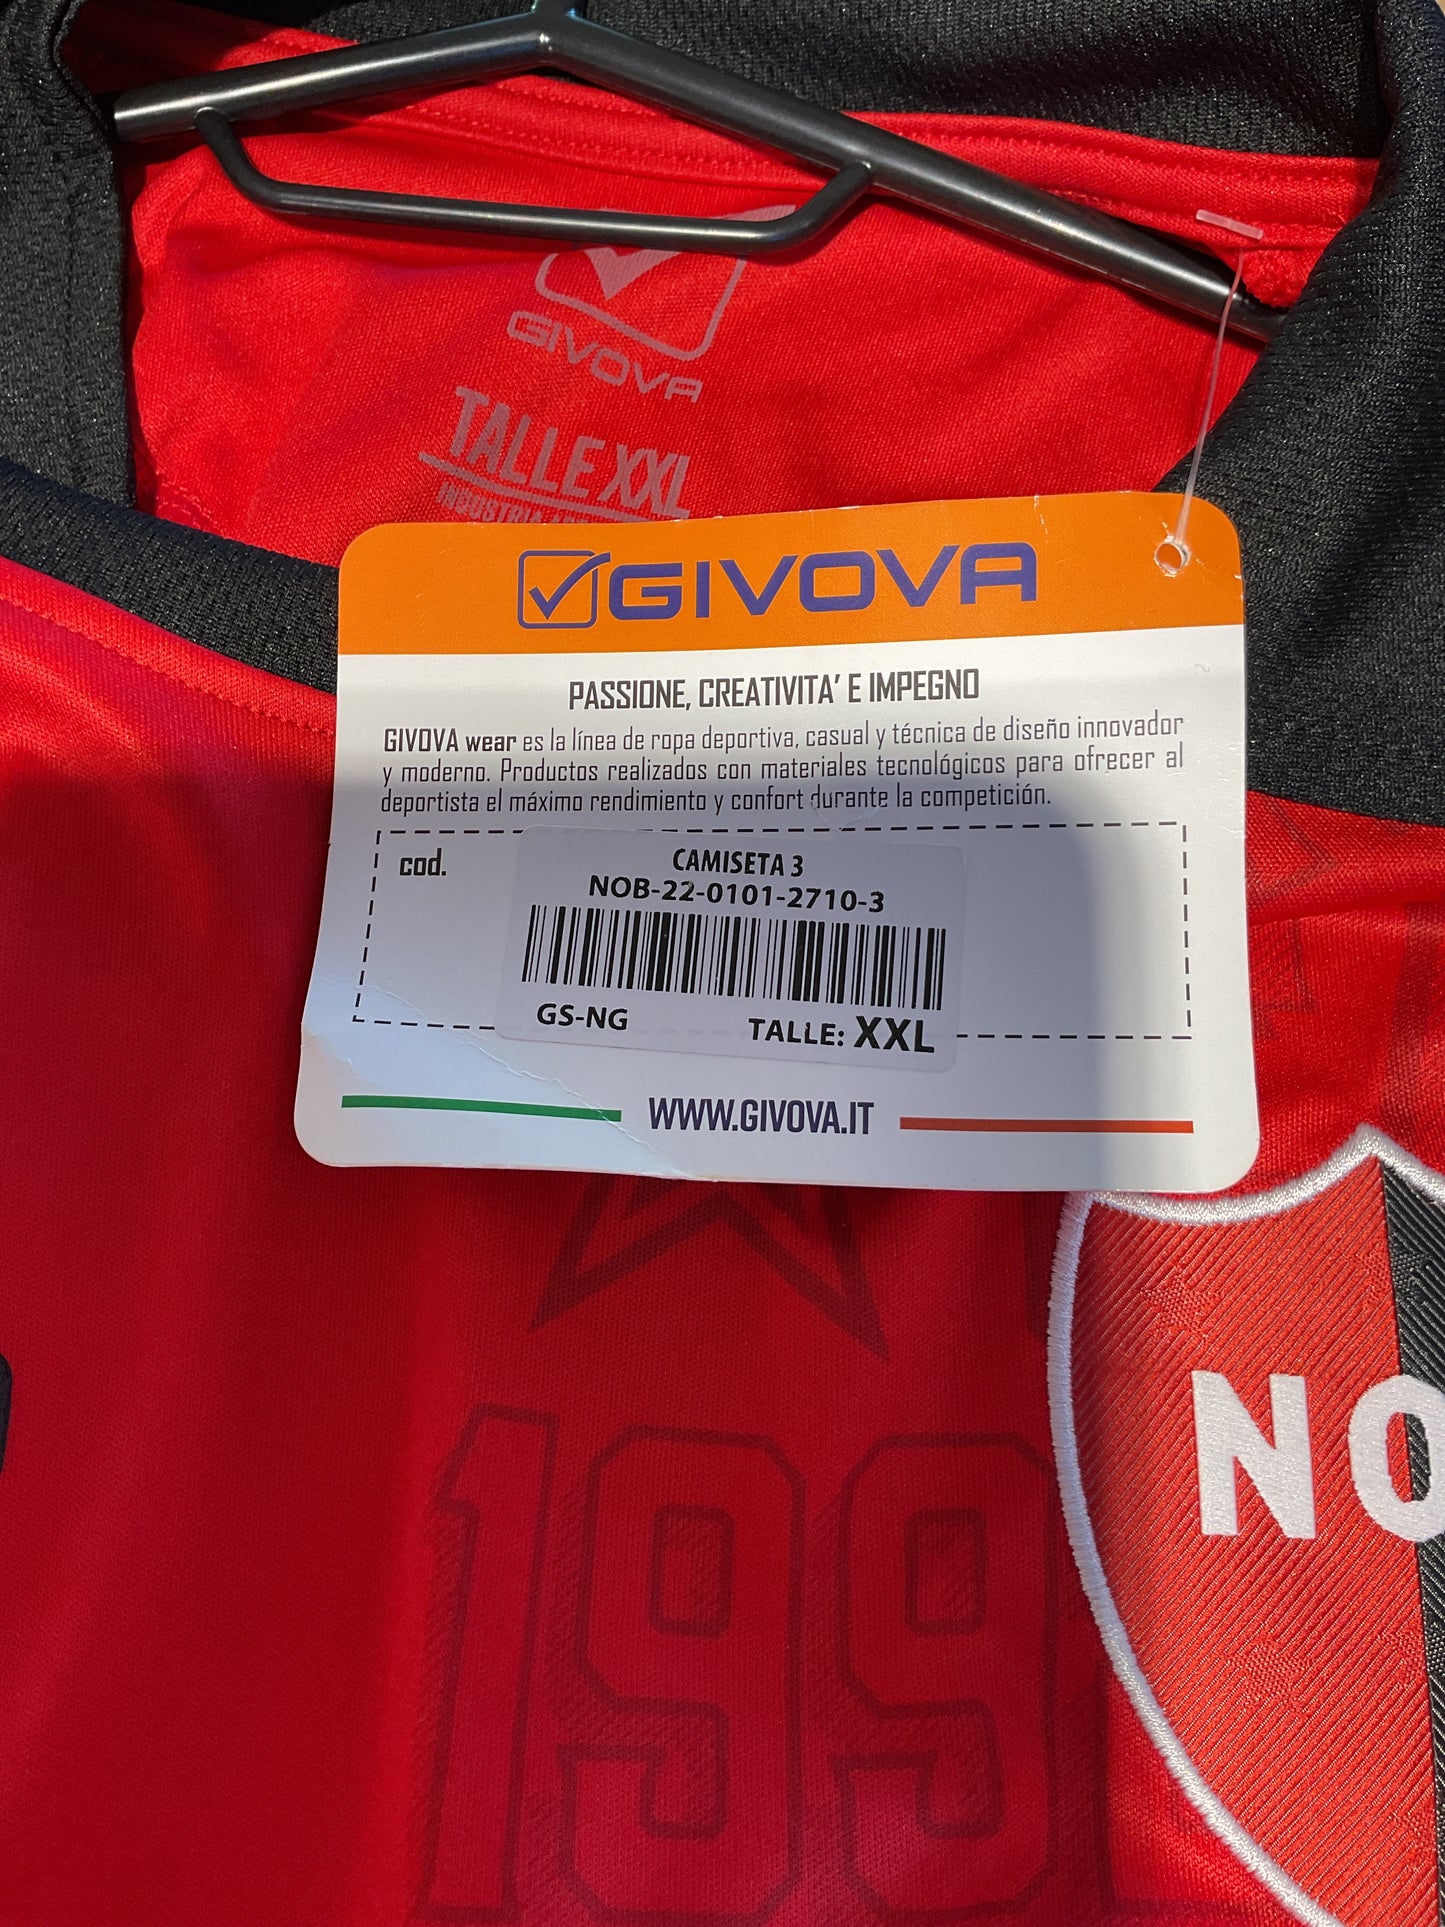 GIVOVA
TALLE XXL
INDUSTRIA
GIVOVA
PASSIONE, CREATIVITA' E IMPEGNO
GIVOVA wear es la línea de ropa deportiva, casual y técnica de diseño innovador
y moderno. Productos realizados con materiales tecnológicos para ofrecer al
deportista el máximo rendimiento y confort durante la competición.
cod.
CAMISETA 3
NOB-22-0101-2710-3
GS-NG
TALLE: XXL
WWW.GIVOVA.IT
NO
199